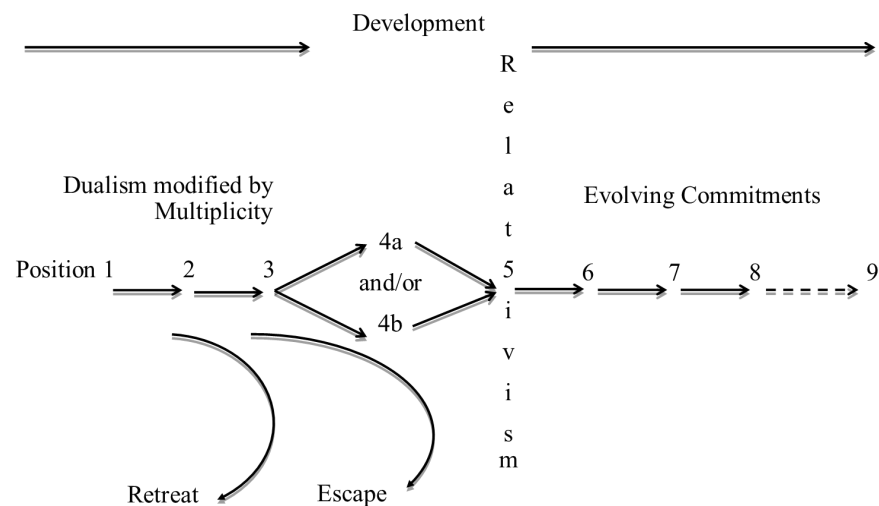 Development
Relativism
Dualism modified by
Multiplicity
Evolving Commitments
4a
Position 1 2 3 and/or 5 6 7 8 9
4b
Retreat Escape